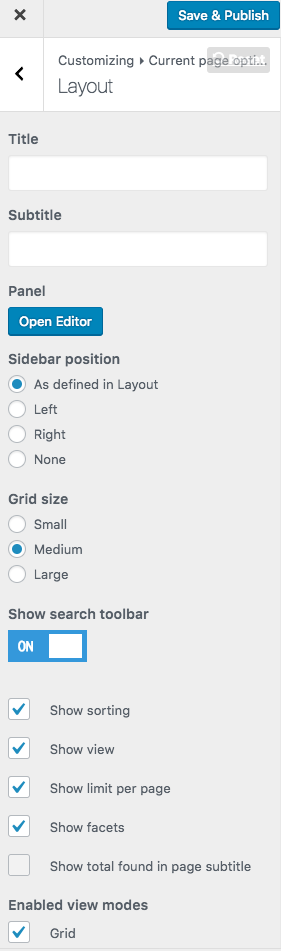 Save & Publish
Customizing ▸ Current page opti...
Layout
Title
Subtitle
Panel
Open Editor
Sidebar position
As defined in Layout
Left
Right
None
Grid size
Small
Medium
Large
Show search toolbar
ON
Show sorting
Show view
Show limit per page
Show facets
Show total found in page subtitle
Enabled view modes
Grid